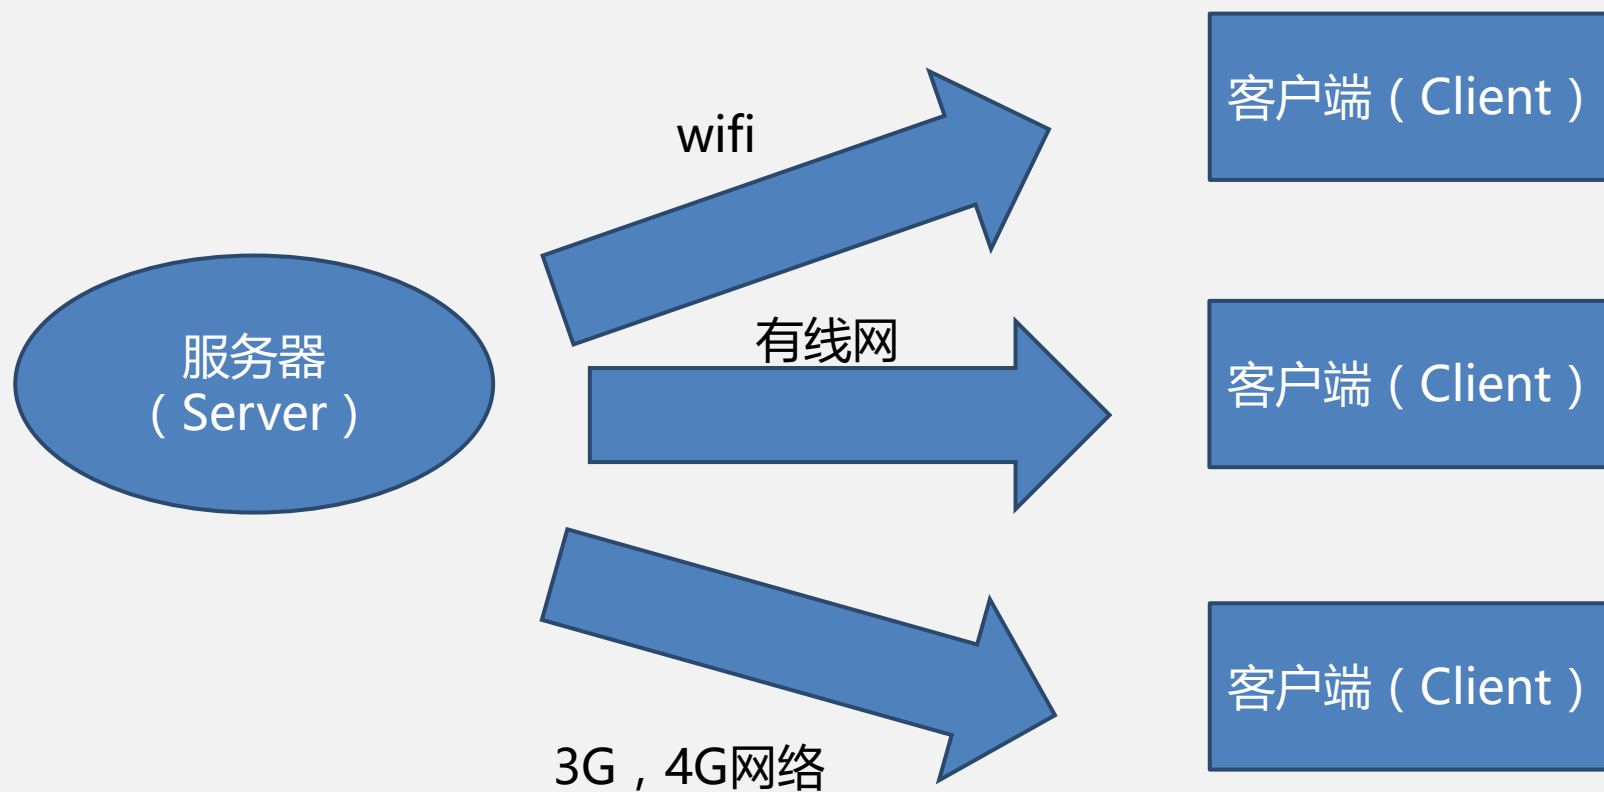 wifi
客户端（Client）
服务器
（Server）
有线网
客户端（Client）
3G，4G网络
客户端（Client）